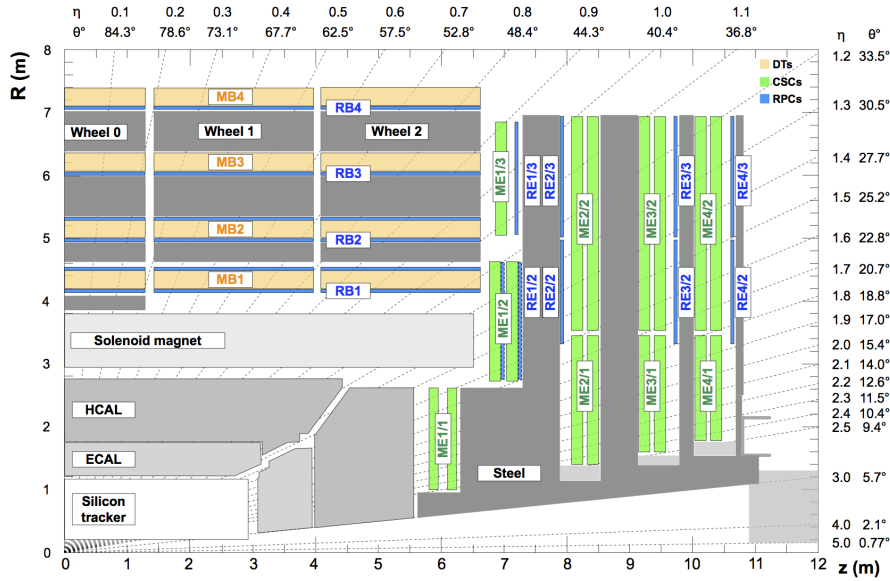 η 0.1 0.2 0.3 0.4 0.5 0.6 0.7 0.8 0.9 1.0 1.1 η θ°
θ° 84.3° 78.6° 73.1° 67.7° 62.5° 57.5° 52.8° 48.4° 44.3° 40.4° 36.8°
R (m)
8
7
6
5
4
3
2
1
0
1.2 33.5°
1.3 30.5°
1.4 27.7°
1.5 25.2°
1.6 22.8°
1.7 20.7°
1.8 18.8°
1.9 17.0°
2.0 15.4°
2.1 14.0°
2.2 12.6°
2.3 11.5°
2.4 10.4°
2.5 9.4°
3.0 5.7°
4.0 2.1°
5.0 0.77°
DTs
CSCs
RPCs
MB4
RB4
Wheel 0
Wheel 1
Wheel 2
MB3
RB3
MB2
RB2
MB1
RB1
Solenoid magnet
HCAL
ECAL
Silicon
tracker
Steel
ME1/1
ME1/2
ME1/3
RE1/3
RE2/3
RE1/2
RE2/2
ME2/2
ME2/1
ME3/2
ME3/1
RE3/3
RE3/2
ME4/2
ME4/1
RE4/3
RE4/2
0 1 2 3 4 5 6 7 8 9 10 11 12
z (m)